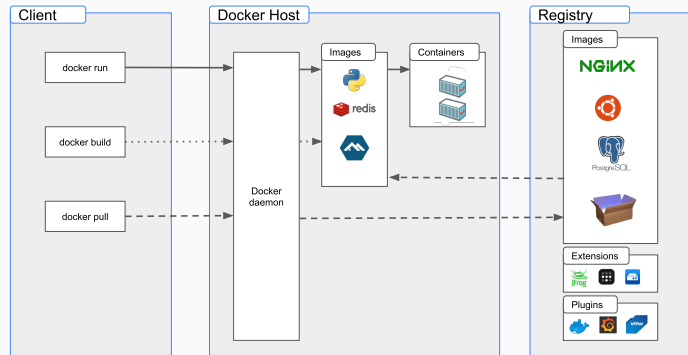 Client
docker run
docker build
docker pull
Docker Host
Docker
daemon
Images
redis
Containers
Registry
Images
NGINX
PostgreSQL
Extensions
JFrog
Plugins
vmw